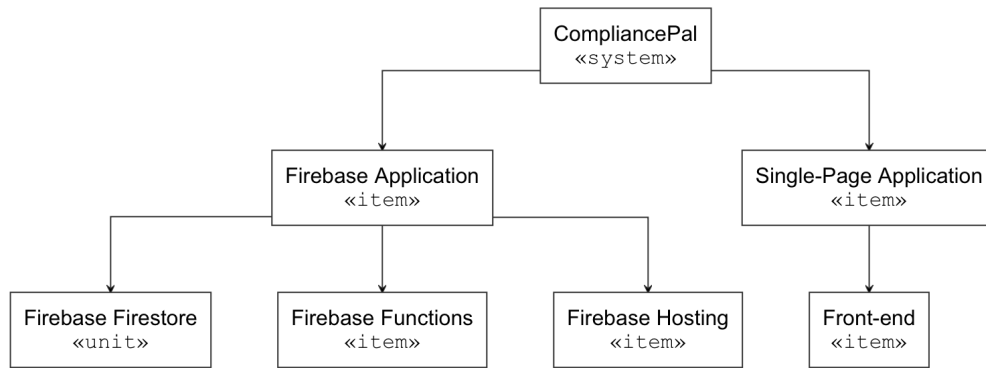 CompliancePal
«system»
Firebase Application
«item»
Single-Page Application
«item»
Firebase Firestore
«unit»
Firebase Functions
«item»
Firebase Hosting
«item»
Front-end
«item»